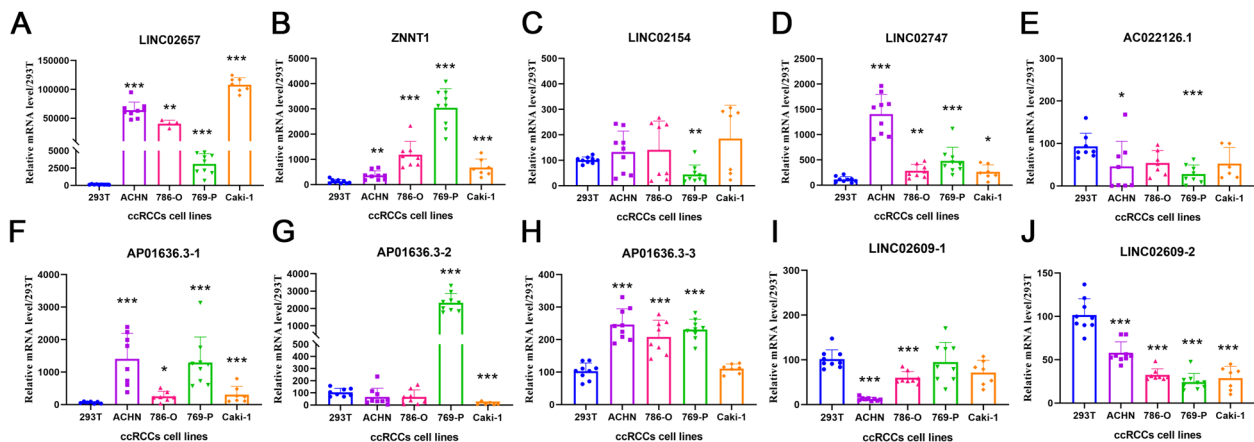 A
LINC02657
Relative mRNA level/293T
150000
100000
50000
5000
2500
0
***
**
***
***
293T ACHN 786-O 769-P Caki-1
ccRCCs cell lines
B
ZNNT1
Relative mRNA level/293T
5000
4000
3000
2000
1000
0
**
***
***
***
293T ACHN 786-O 769-P Caki-1
ccRCCs cell lines
C
LINC02154
Relative mRNA level/293T
400
300
200
100
0
**
293T ACHN 786-O 769-P Caki-1
ccRCCs cell lines
D
LINC02747
Relative mRNA level/293T
2500
2000
1500
1000
500
0
***
**
***
*
293T ACHN 786-O 769-P Caki-1
ccRCCs cell lines
E
AC022126.1
Relative mRNA level/293T
300
200
100
0
*
***
293T ACHN 786-O 769-P Caki-1
ccRCCs cell lines
F
AP01636.3-1
Relative mRNA level/293T
4000
3000
2000
1000
0
***
*
***
***
293T ACHN 786-O 769-P Caki-1
ccRCCs cell lines
G
AP01636.3-2
Relative mRNA level/293T
4000
3000
2000
1000
500
400
300
200
100
0
***
***
293T ACHN 786-O 769-P Caki-1
ccRCCs cell lines
H
AP01636.3-3
Relative mRNA level/293T
400
300
200
100
0
***
***
***
293T ACHN 786-O 769-P Caki-1
ccRCCs cell lines
I
LINC02609-1
Relative mRNA level/293T
300
200
100
0
***
***
293T ACHN 786-O 769-P Caki-1
ccRCCs cell lines
J
LINC02609-2
Relative mRNA level/293T
150
100
50
0
***
***
***
***
293T ACHN 786-O 769-P Caki-1
ccRCCs cell lines